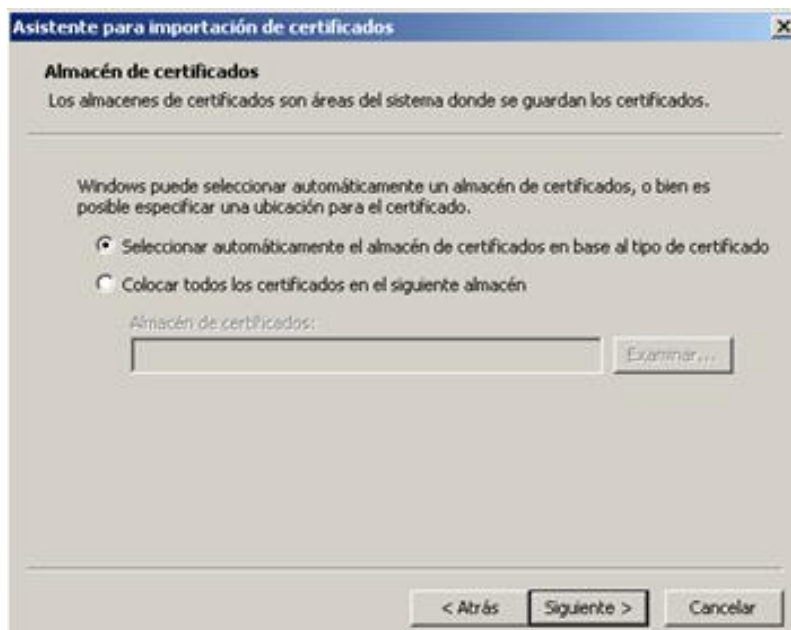 Asistente para importación de certificados
Almacén de certificados
Los almacenes de certificados son áreas del sistema donde se guardan los certificados.
Windows puede seleccionar automáticamente un almacén de certificados, o bien es
posible especificar una ubicación para el certificado.
Seleccionar automáticamente el almacén de certificados en base al tipo de certificado
Colocar todos los certificados en el siguiente almacén
Almacén de certificados:
Examinar...
< Atrás
Siguiente >
Cancelar